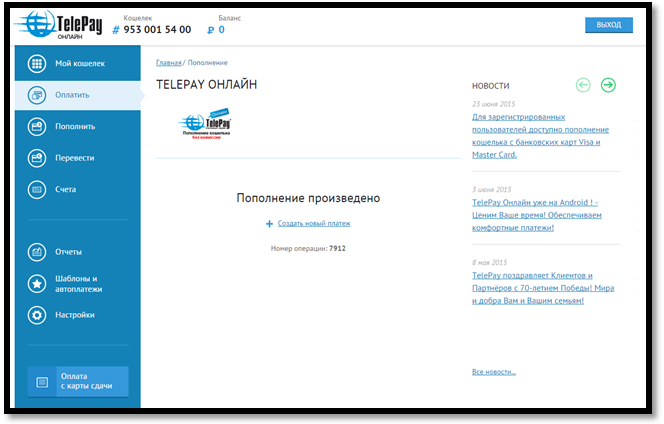 TelePay
ОНЛАЙН
Кошелек
# 953 001 54 00
Баланс
₽ 0
ВЫХОД
Мой кошелек
Оплатить
Пополнить
Перевести
Счета
Отчеты
Шаблоны и
автоплатежи
Настройки
Оплата
с карты сдачи
Главная / Пополнение
TELEPAY ОНЛАЙН
ОНЛАЙН
TelePay
Пополнение кошелька
без комиссии
Пополнение произведено
+ Создать новый платеж
Номер операции: 7912
НОВОСТИ
23 июня 2015
Для зарегистрированных
пользователей доступно пополнение
кошелька с банковских карт Visa и
Master Card.
3 июня 2015
TelePay Онлайн уже на Android ! -
Ценим Ваше время! Обеспечиваем
комфортные платежи!
8 мая 2015
TelePay поздравляет Клиентов и
Партнёров с 70-летием Победы! Мира
и добра Вам и Вашим семьям!
Все новости...